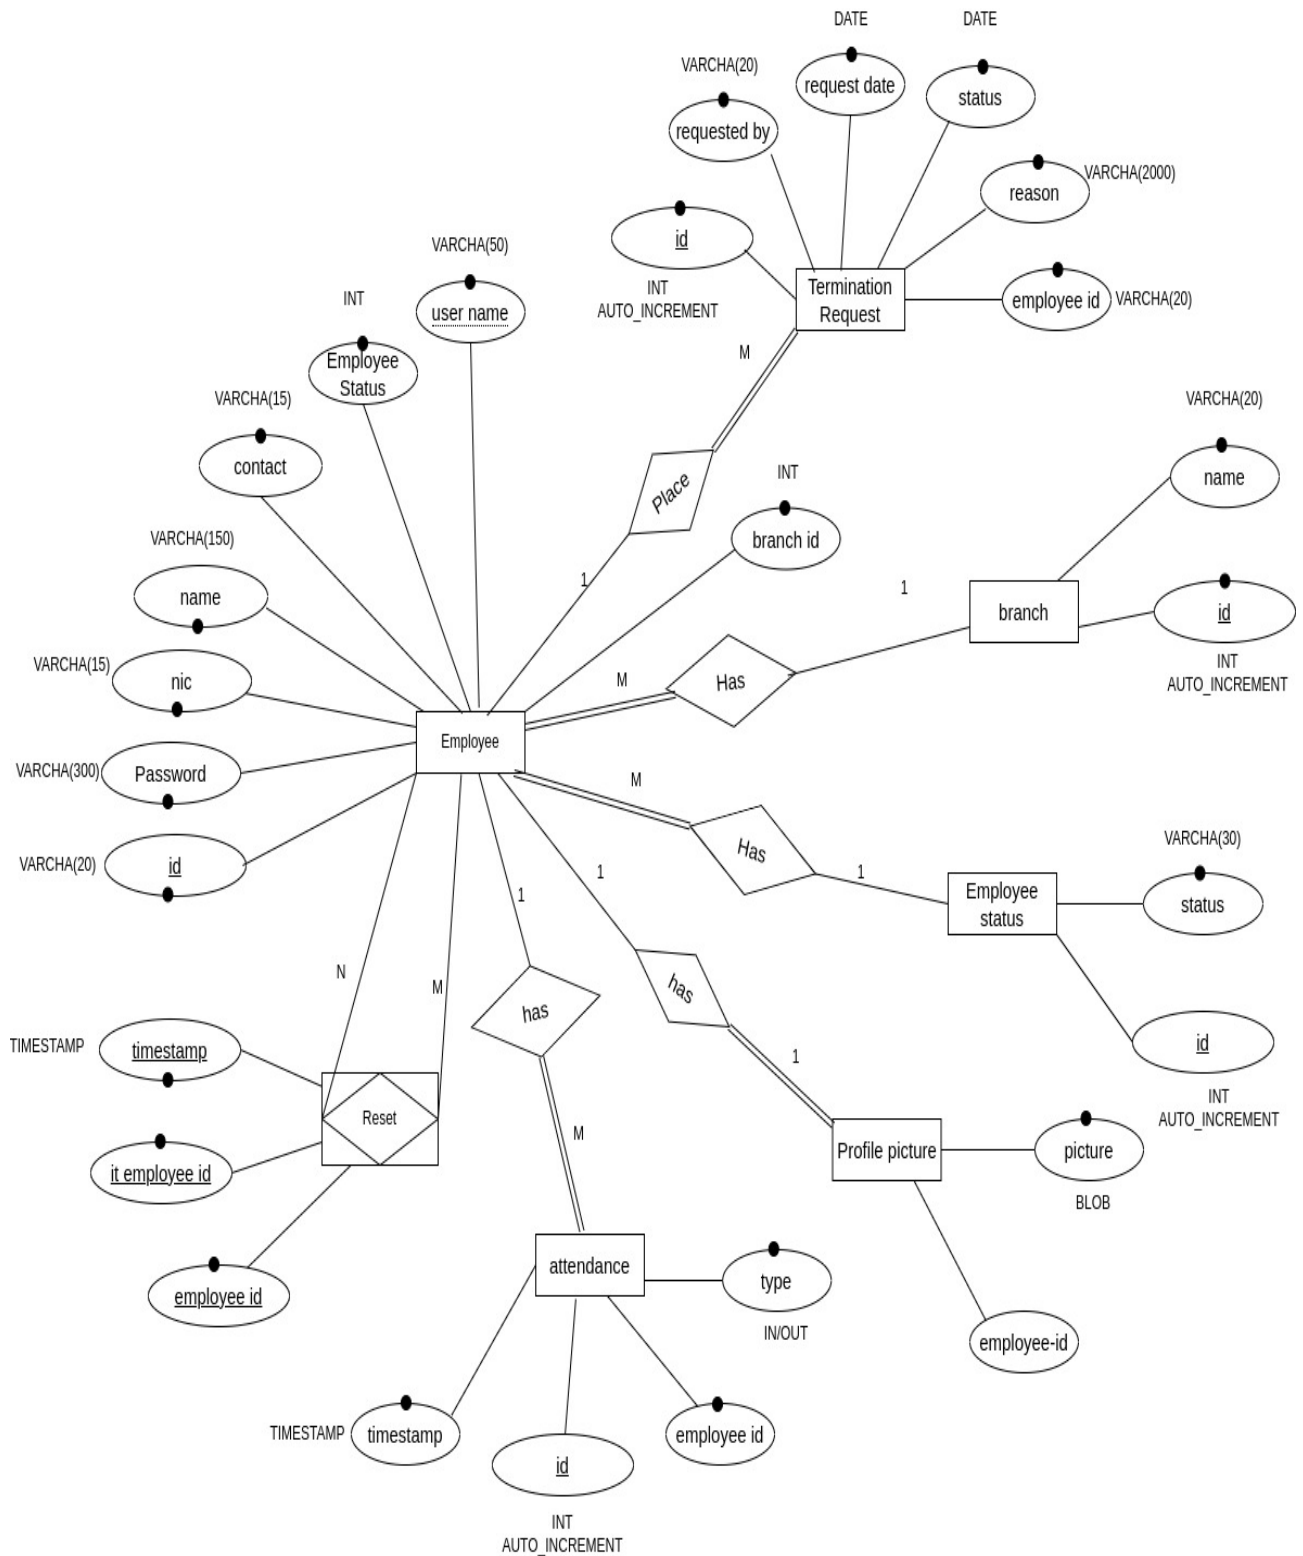 DATE
DATE
VARCHA(20)
request date
status
requested by
reason
VARCHA(2000)
id
VARCHA(50)
INT
AUTO_INCREMENT
Termination
Request
employee id
VARCHA(20)
INT
user name
Employee
Status
M
VARCHA(15)
contact
VARCHA(20)
name
Place
INT
branch id
VARCHA(150)
name
1
1
branch
id
INT
AUTO_INCREMENT
VARCHA(15)
nic
M
Has
Employee
VARCHA(300)
Password
M
VARCHA(20)
id
Has
1
1
1
VARCHA(30)
Employee
status
status
N
M
has
has
TIMESTAMP
timestamp
id
INT
AUTO_INCREMENT
1
Reset
M
it employee id
Profile picture
picture
BLOB
employee id
attendance
type
IN/OUT
employee-id
TIMESTAMP
timestamp
employee id
id
INT
AUTO_INCREMENT